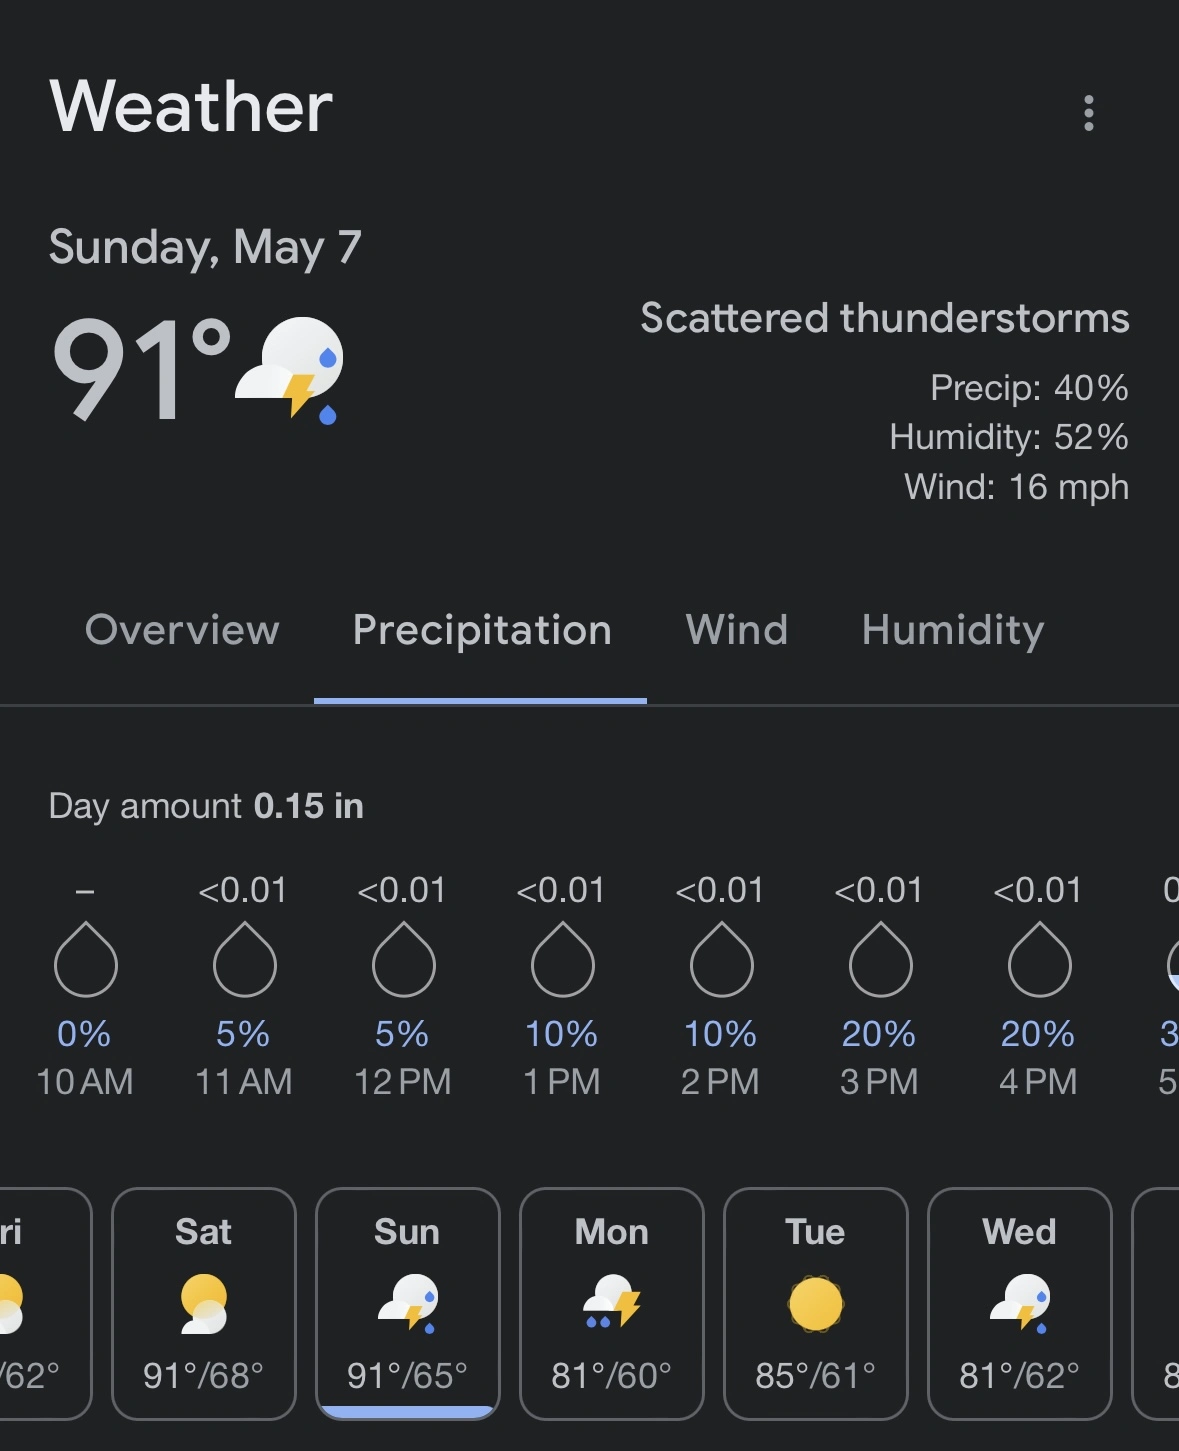 Weather
Sunday, May 7
91°
Scattered thunderstorms
Precip: 40%
Humidity: 52%
Wind: 16 mph
Overview Precipitation Wind Humidity
Day amount 0.15 in
– <0.01 <0.01 <0.01 <0.01 <0.01 <0.01 0
0% 5% 5% 10% 10% 20% 20% 3
10 AM 11 AM 12 PM 1 PM 2 PM 3 PM 4 PM 5
ri Sat Sun Mon Tue Wed
/62° 91°/68° 91°/65° 81°/60° 85°/61° 81°/62° 8